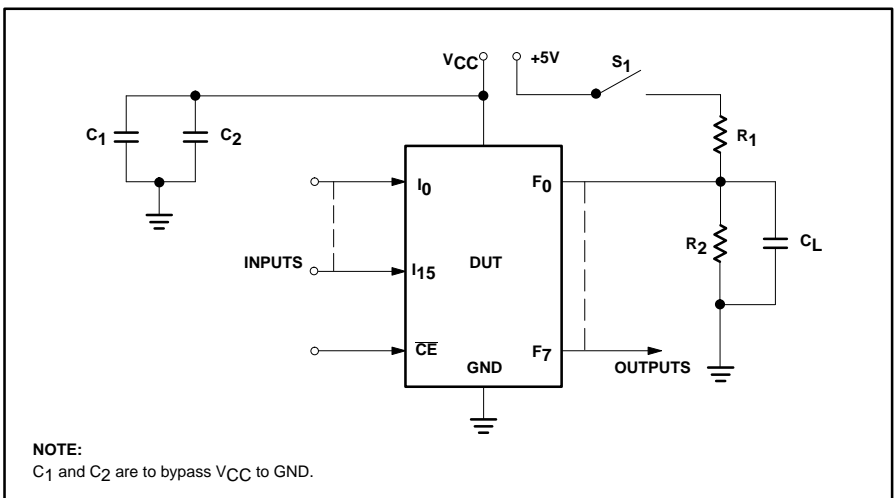 VCC
+5V
S1
C1
C2
R1
I0
F0
R2
CL
INPUTS
I15
DUT
CE
F7
GND
OUTPUTS
NOTE:
C1 and C2 are to bypass VCC to GND.